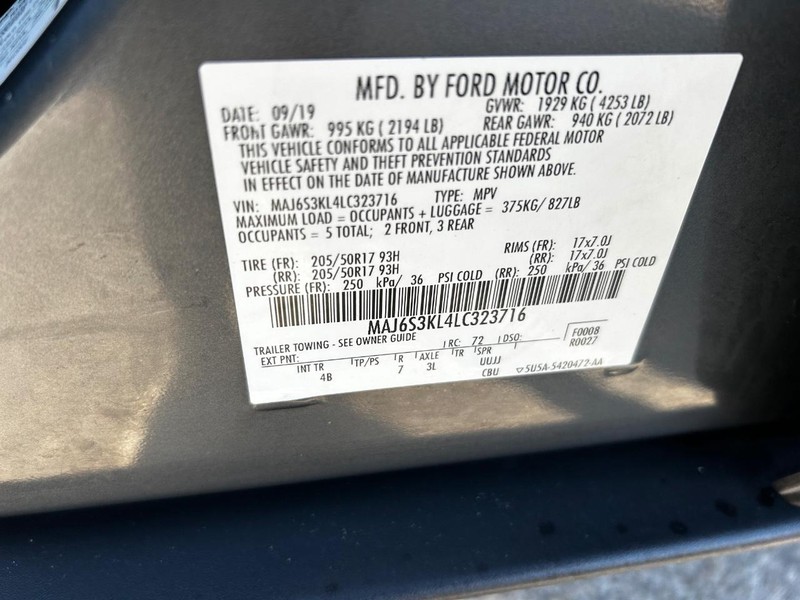 MFD. BY FORD MOTOR CO.
DATE: 09/19 GVWR: 1929 KG ( 4253 LB)
FRONT GAWR: 995 KG ( 2194 LB) REAR GAWR: 940 KG ( 2072 LB)
THIS VEHICLE CONFORMS TO ALL APPLICABLE FEDERAL MOTOR
VEHICLE SAFETY AND THEFT PREVENTION STANDARDS
IN EFFECT ON THE DATE OF MANUFACTURE SHOWN ABOVE.
VIN: MAJ6S3KL4LC323716 TYPE: MPV
MAXIMUM LOAD = OCCUPANTS + LUGGAGE = 375KG/ 827LB
OCCUPANTS = 5 TOTAL; 2 FRONT, 3 REAR
TIRE (FR): 205/50R17 93H RIMS (FR): 17x7.0J
(RR): 205/50R17 93H (RR): 17x7.0J
PRESSURE (FR): 250 kPa/ 36 PSI COLD (RR): 250 kPa/ 36 PSI COLD
MAJ6S3KL4LC323716
TRAILER TOWING - SEE OWNER GUIDE
EXT PNT: RC: 72 DSO: F0008
R0027
INT TR TP/PS R AXLE TR SPR
4B 7 3L UUJJ
CBU 5U5A-5420472-AA